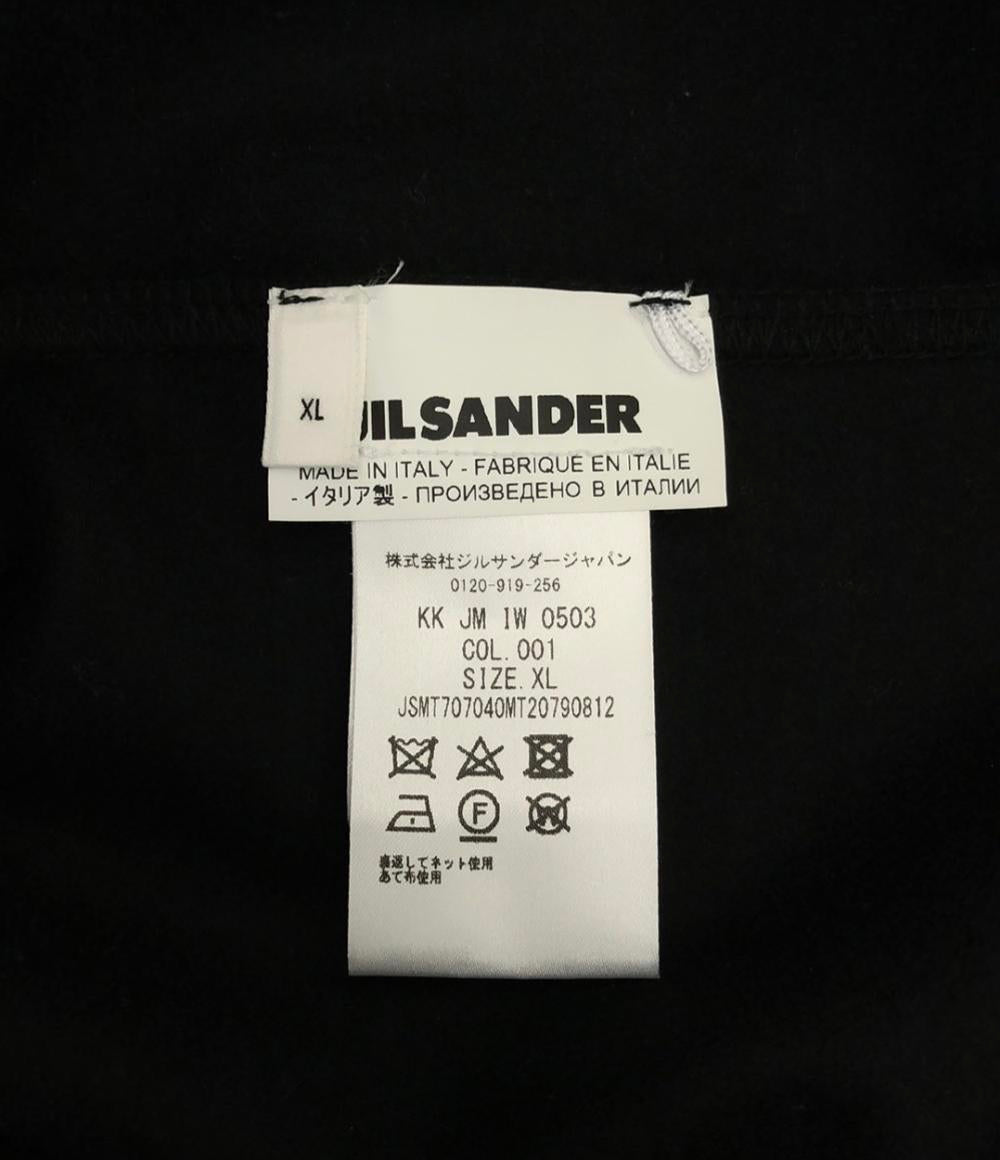 XL
JIL SANDER
MADE IN ITALY - FABRIQUE EN ITALIE
- イタリア製 - ПРОИЗВЕДЕНО В ИТАЛИИ
株式会社ジルサンダージャパン
0120-919-256
KK JM IW 0503
COL. 001
SIZE. XL
JSMT707040MT20790812
F
W
裏返してネット使用
あて布使用